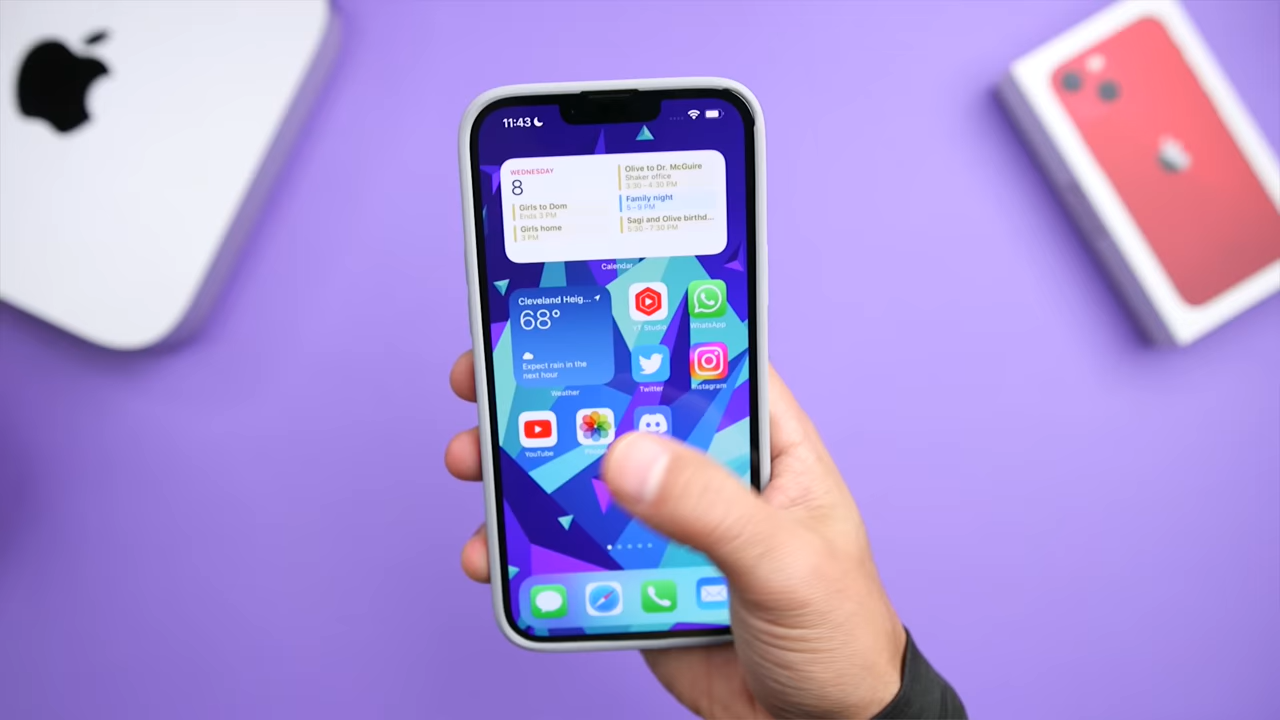 11:43
WEDNESDAY
8
Girls to Dom
Ends 3 PM
Girls home
3 PM
Olive to Dr. McGuire
Shaker office
3:30 – 4:30 PM
Family night
6 – 9 PM
Sagi and Olive birthd...
5:30 – 7:30 PM
Calendar
Cleveland Heig...
68°
Expect rain in the
next hour
Weather
YT Studio
WhatsApp
Twitter
Instagram
YouTube
Photos